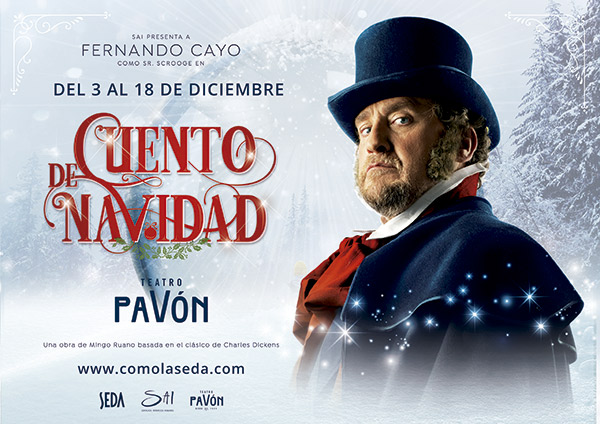 SAI PRESENTA A
FERNANDO CAYO
COMO SR. SCROOGE EN
DEL 3 AL 18 DE DICIEMBRE
CUENTO
DE
NAVIDAD
TEATRO
PAVÓN
Una obra de Mingo Ruano basada en el clásico de Charles Dickens
www.comolaseda.com
SEDA
SAI
TEATRO
PAVÓN